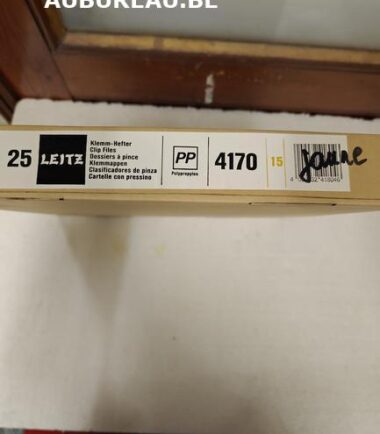 AUBUREAU.BE
25
LEITZ
Klemm-Hefter
Clip Files
Dossiers à pince
Klemmappen
Clasificadores de pinza
Cartelle con pressino
PP
Polypropylen
4170
15
jaune